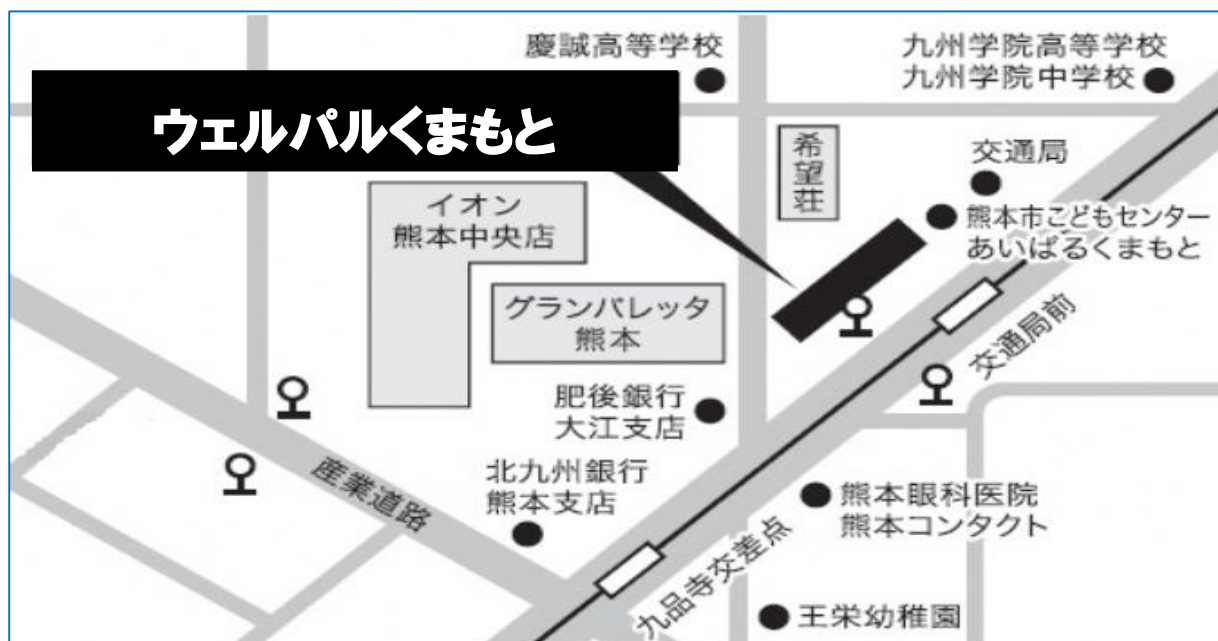 慶誠高等学校
九州学院高等学校
九州学院中学校
ウェルパルくまもと
希望荘
交通局
熊本市こどもセンター
あいぱるくまもと
イオン
熊本中央店
グランパレッタ
熊本
交通局前
肥後銀行
大江支店
北九州銀行
熊本支店
産業道路
熊本眼科医院
熊本コンタクト
九品寺交差点
王栄幼稚園